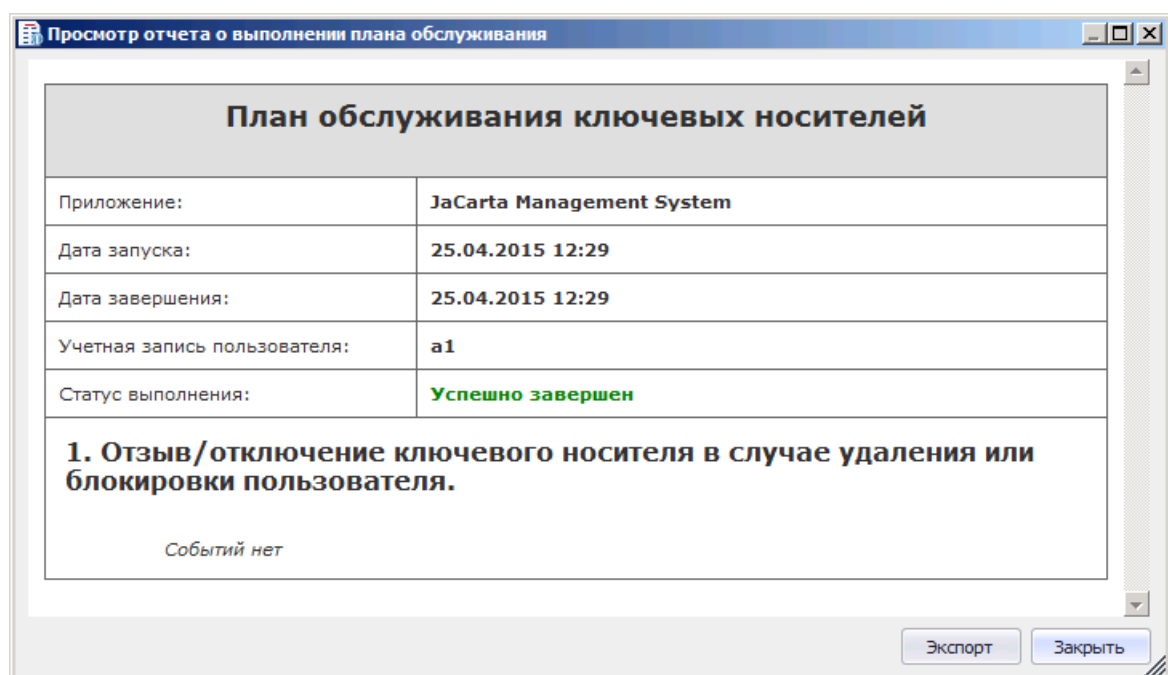 Просмотр отчета о выполнении плана обслуживания
План обслуживания ключевых носителей
Приложение: JaCarta Management System
Дата запуска: 25.04.2015 12:29
Дата завершения: 25.04.2015 12:29
Учетная запись пользователя: a1
Статус выполнения: Успешно завершен
1. Отзыв/отключение ключевого носителя в случае удаления или
блокировки пользователя.
Событий нет
Экспорт Закрыть